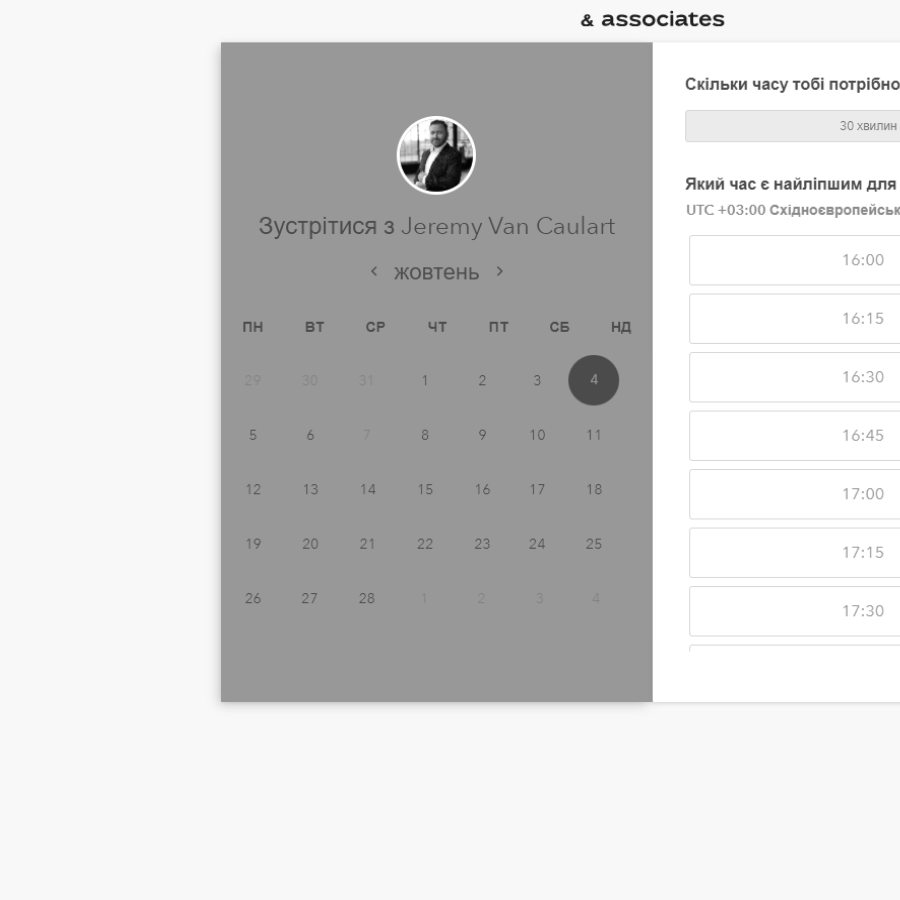 & associates
Зустрітися з Jeremy Van Caulart
жовтень
ПН ВТ СР ЧТ ПТ СБ НД
29 30 31 1 2 3 4
5 6 7 8 9 10 11
12 13 14 15 16 17 18
19 20 21 22 23 24 25
26 27 28 1 2 3 4
Скільки часу тобі потрібно
30 хвилин
Який час є найліпшим для
UTC +03:00 Східноєвропейськ
16:00
16:15
16:30
16:45
17:00
17:15
17:30